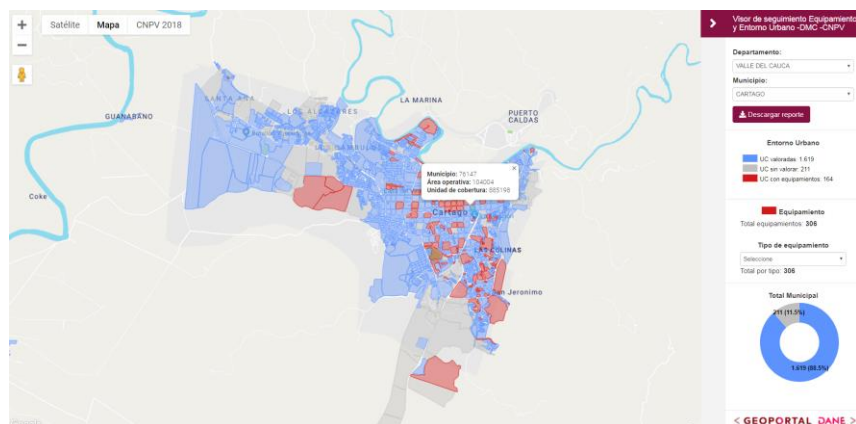 +
−
Satélite
Mapa
CNPV 2018
SANTA ANA
LOS ALCAZARES
GUANÁBANO
LA MARINA
PUERTO
CALDAS
Municipio: 76147
Área operativa: 104004
Unidad de cobertura: 885198
Coke
Cartago
LAS COLINAS
San Jeronimo
Visor de seguimiento Equipamiento
y Entorno Urbano -DMC -CNPV
Departamento:
VALLE DEL CAUCA
Municipio:
CARTAGO
Descargar reporte
Entorno Urbano
UC valoradas: 1.619
UC sin valorar: 211
UC con equipamientos: 164
Equipamiento
Total equipamientos: 306
Tipo de equipamiento
Seleccione
Total por tipo: 306
Total Municipal
211 (11.5%)
1.619 (88.5%)
< GEOPORTAL DANE >